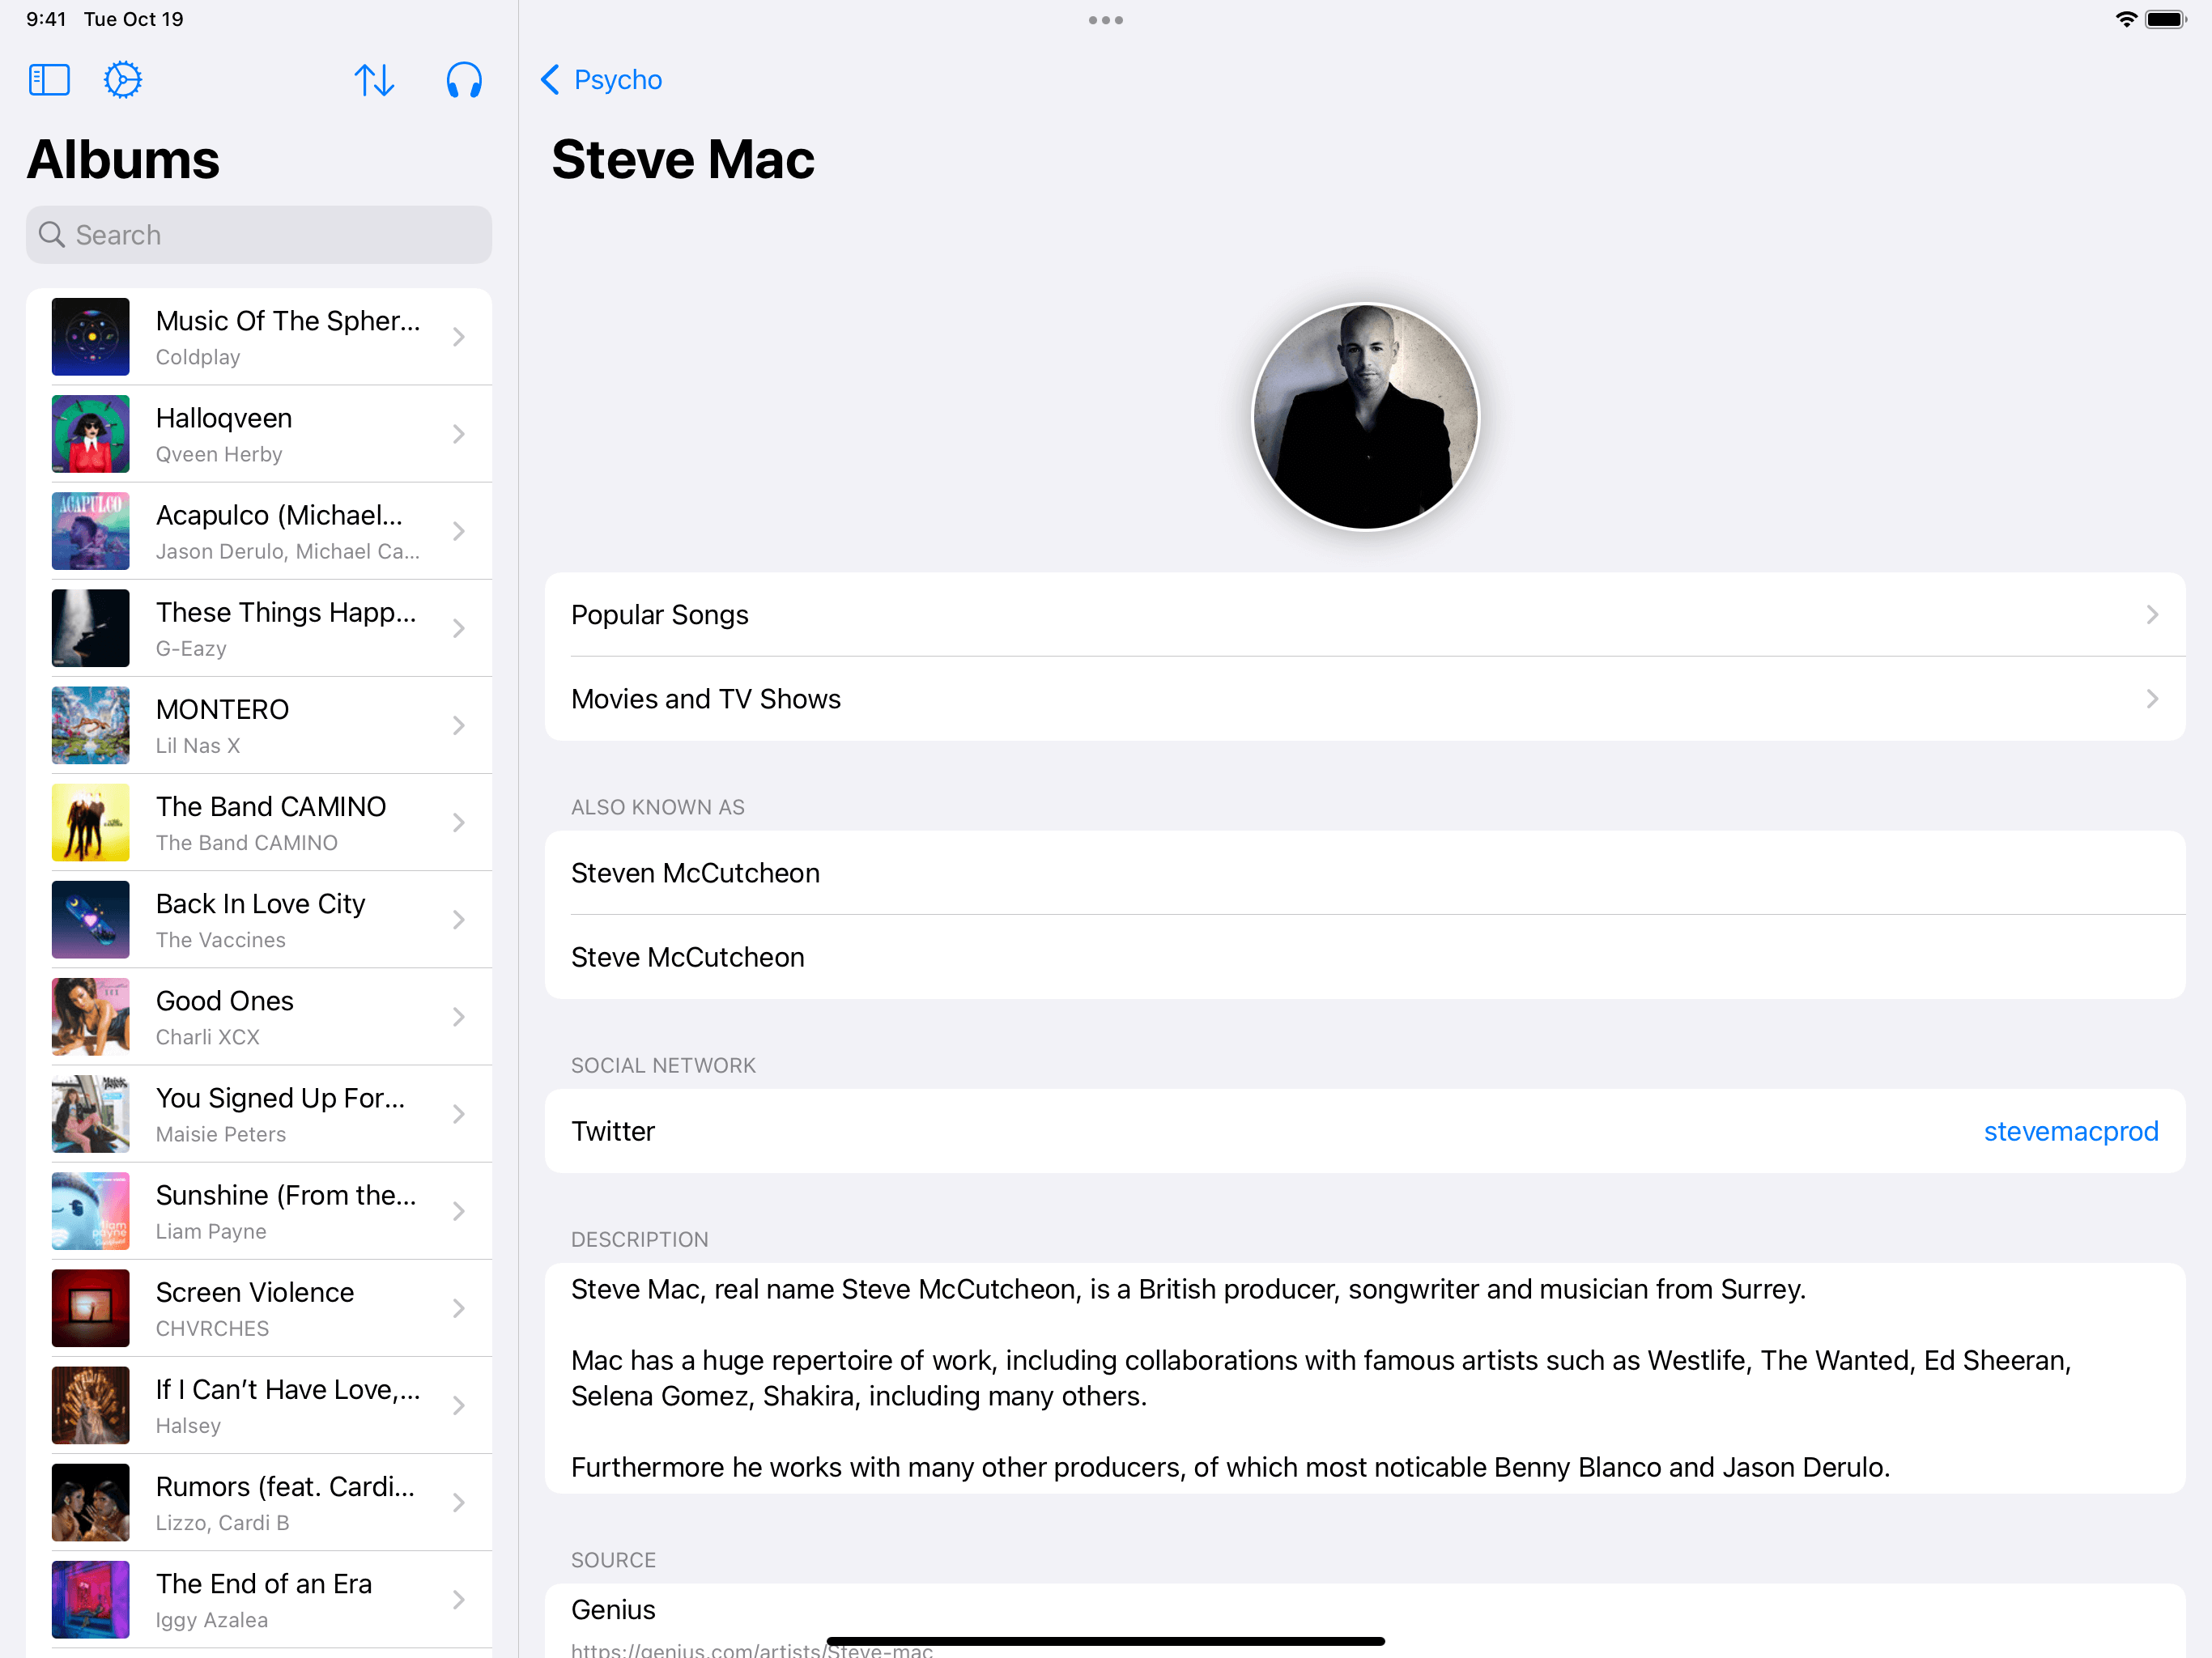 9:41 Tue Oct 19
Albums
Search
Music Of The Spher...
Coldplay
Halloqveen
Qveen Herby
ACAPULCO
Acapulco (Michael...
Jason Derulo, Michael Ca...
These Things Happ...
G-Eazy
MONTERO
Lil Nas X
The Band CAMINO
The Band CAMINO
Back In Love City
The Vaccines
Good Ones
Charli XCX
Maisie
Peters
You Signed Up For...
Maisie Peters
liam
payne
Sunshine (From the...
Liam Payne
Screen Violence
CHVRCHES
If I Can’t Have Love,...
Halsey
Rumors (feat. Cardi...
Lizzo, Cardi B
The End of an Era
Iggy Azalea
Psycho
Steve Mac
Popular Songs
Movies and TV Shows
ALSO KNOWN AS
Steven McCutcheon
Steve McCutcheon
SOCIAL NETWORK
Twitter stevemacprod
DESCRIPTION
Steve Mac, real name Steve McCutcheon, is a British producer, songwriter and musician from Surrey.
Mac has a huge repertoire of work, including collaborations with famous artists such as Westlife, The Wanted, Ed Sheeran,
Selena Gomez, Shakira, including many others.
Furthermore he works with many other producers, of which most noticable Benny Blanco and Jason Derulo.
SOURCE
Genius
https://genius.com/artists/Steve-mac